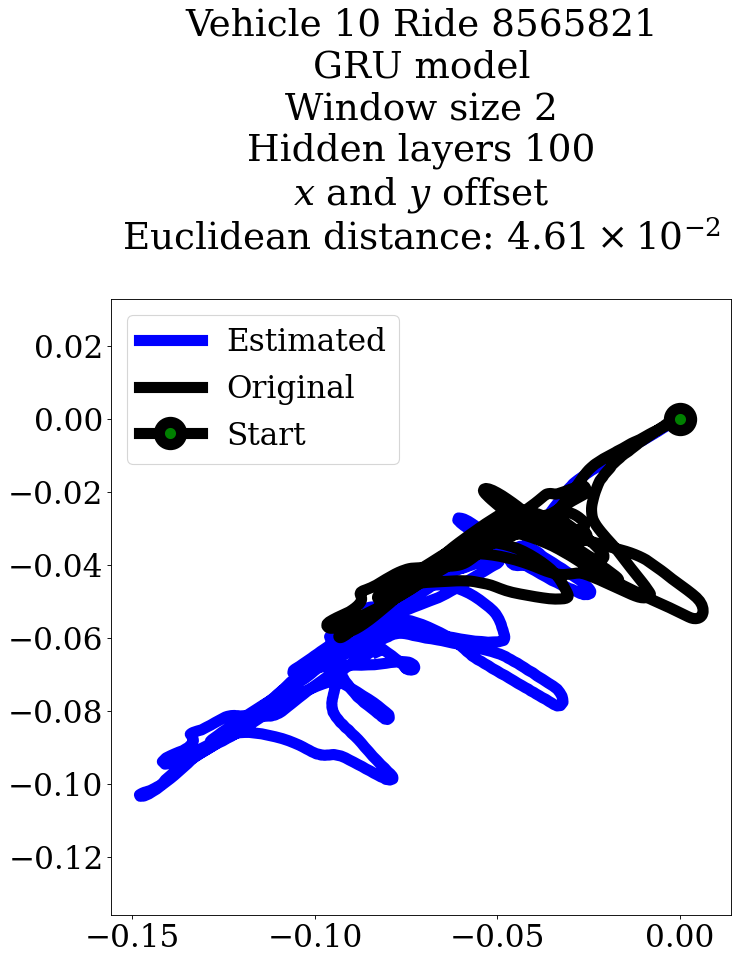 Vehicle 10 Ride 8565821
GRU model
Window size 2
Hidden layers 100
x and y offset
Euclidean distance: 4.61 × 10⁻²
Estimated
Original
Start
0.02
0.00
−0.02
−0.04
−0.06
−0.08
−0.10
−0.12
−0.15 −0.10 −0.05 0.00